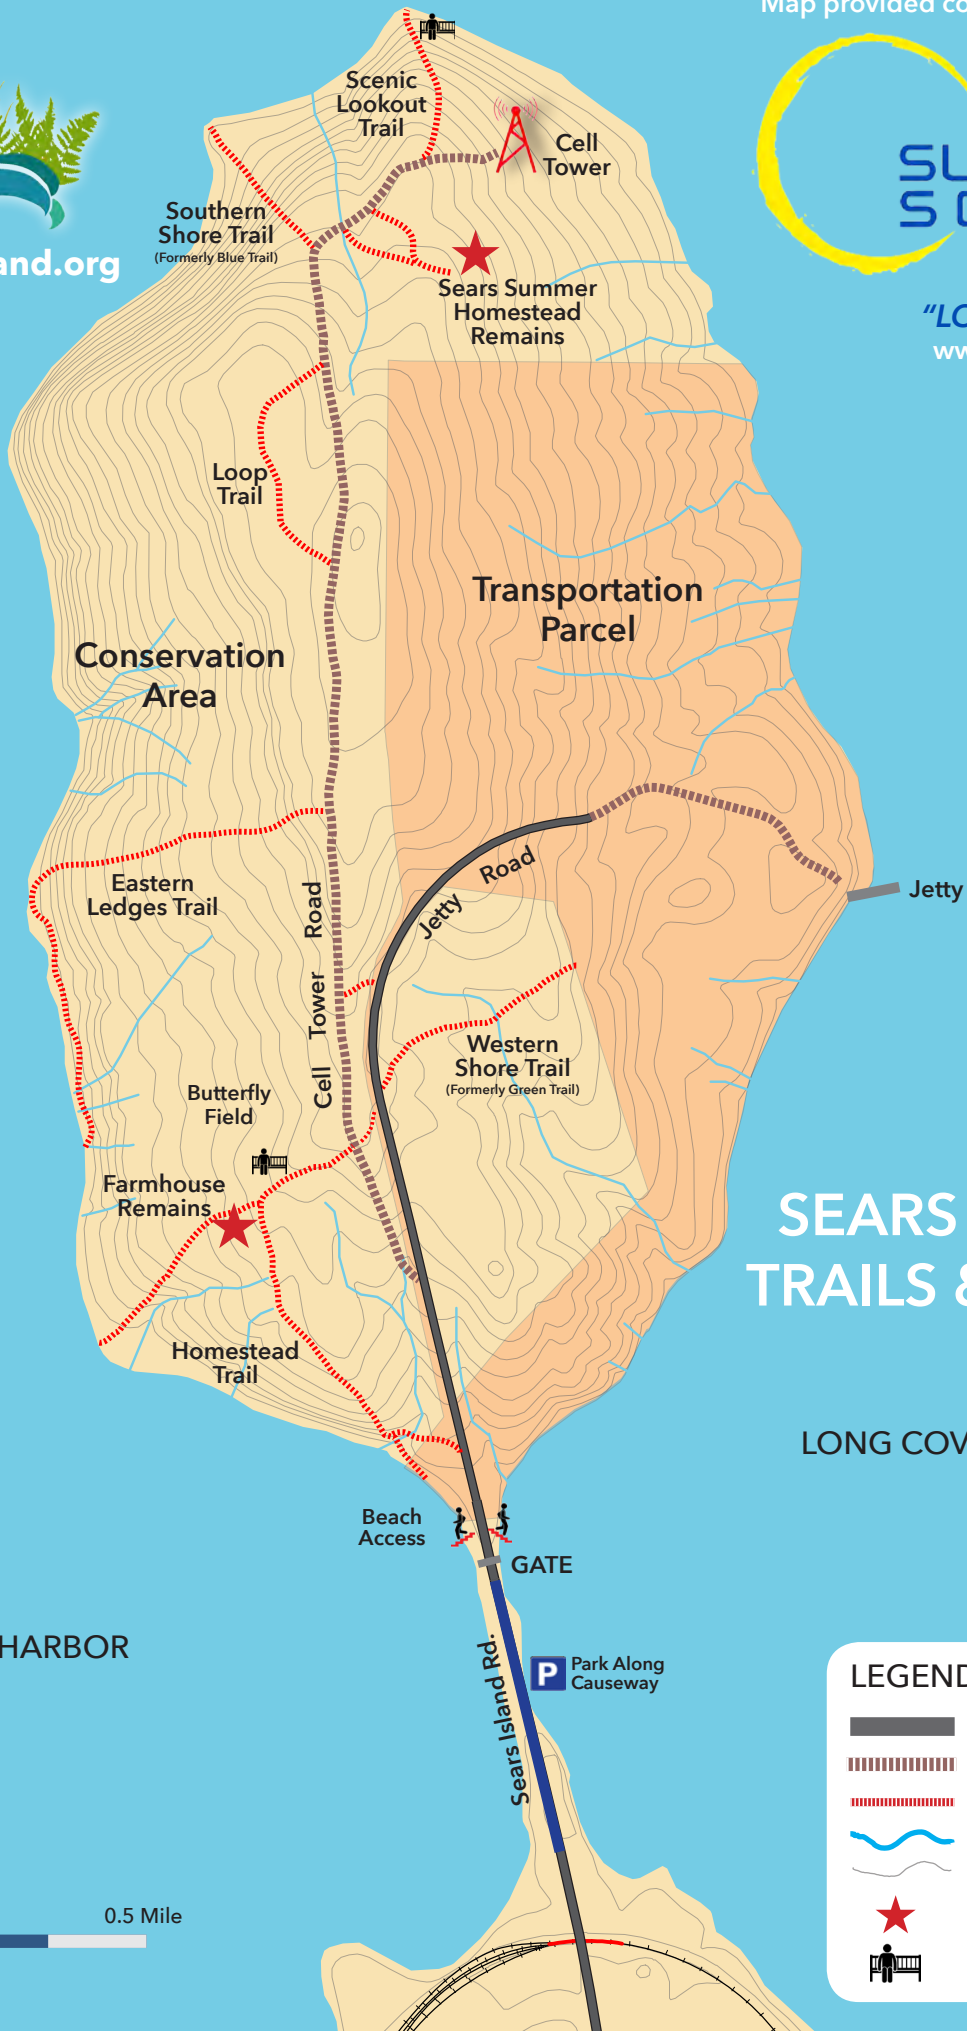 Map provided co
Scenic
Lookout
Trail
Cell
Tower
SU
S
Southern
Shore Trail
(Formerly Blue Trail)
and.org
Sears Summer
Homestead
Remains
"LO
ww
Loop
Trail
Transportation
Parcel
Conservation
Area
Jetty Road
Eastern
Ledges Trail
Jetty
Cell Tower Road
Western
Shore Trail
(Formerly Green Trail)
Butterfly
Field
Farmhouse
Remains
SEARS
TRAILS &
Homestead
Trail
LONG COV
Beach
Access
GATE
HARBOR
Sears Island Rd.
P
Park Along
Causeway
LEGEND
0.5 Mile